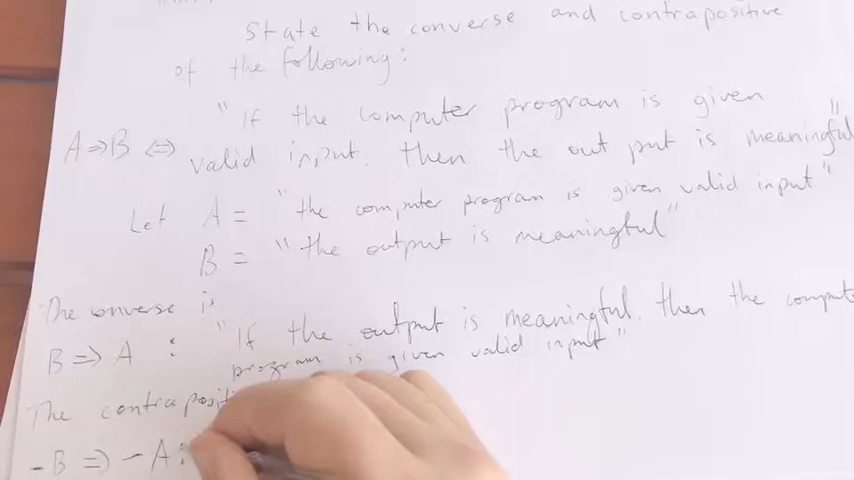 State the converse and contrapositive
of the following:
"If the computer program is given
A⇒B ⇔ valid input. then the output is meaningful"
Let A = "the computer program is given valid input"
B = "the output is meaningful"
The converse is
B ⇒ A : "If the output is meaningful. then the
program is given valid input"
The
-B ⇒ -A :